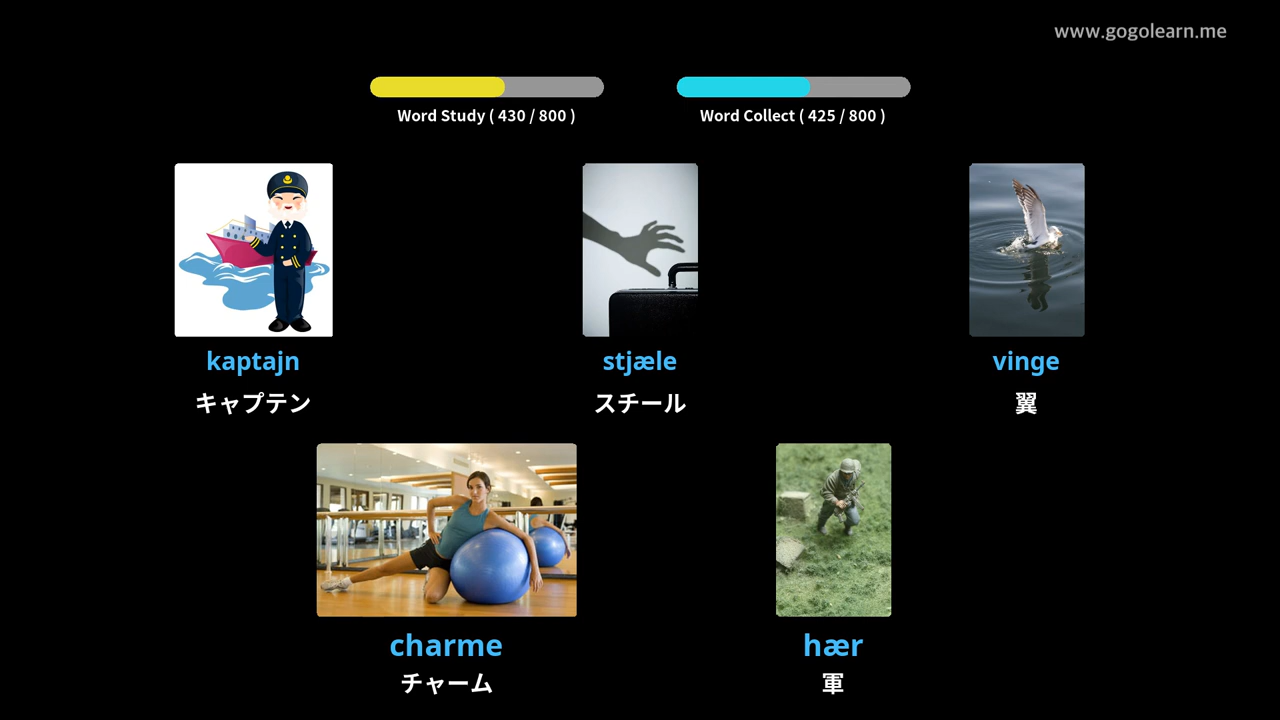 www.gogolearn.me
Word Study ( 430 / 800 )
Word Collect ( 425 / 800 )
kaptajn
キャプテン
stjæle
スチール
vinge
翼
charme
チャーム
hær
軍